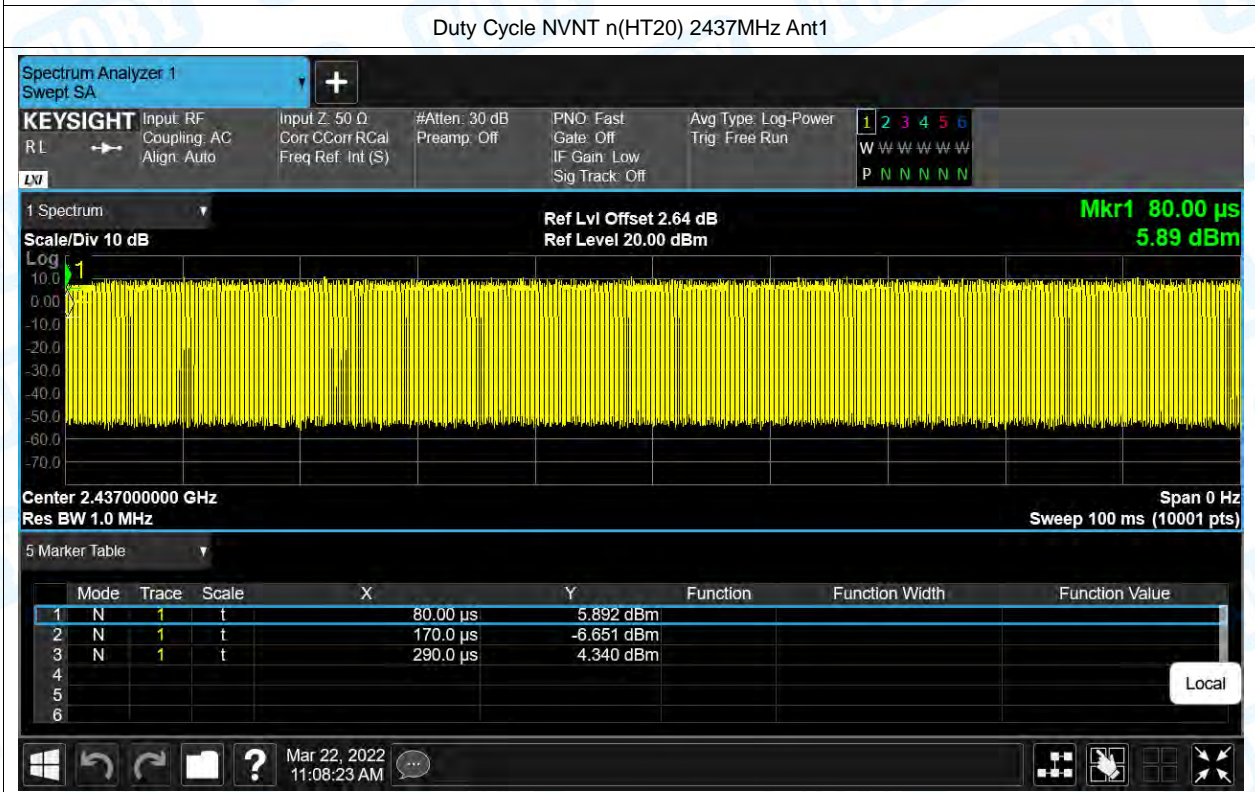 Duty Cycle NVNT n(HT20) 2437MHz Ant1
Spectrum Analyzer 1
Swept SA
+
KEYSIGHT Input: RF Input Z: 50 Ω #Atten: 30 dB PNO: Fast Avg Type: Log-Power 1 2 3 4 5 6
RL Coupling: AC Corr CCorr RCal Preamp: Off Gate: Off Trig: Free Run W W W W W W
Align: Auto Freq Ref: Int (S) IF Gain: Low
LXI Sig Track: Off P N N N N N
1 Spectrum Ref Lvl Offset 2.64 dB Mkr1 80.00 µs
Scale/Div 10 dB Ref Level 20.00 dBm 5.89 dBm
Log
1
10.0
0.00
-10.0
-20.0
-30.0
-40.0
-50.0
-60.0
-70.0
Center 2.437000000 GHz Span 0 Hz
Res BW 1.0 MHz Sweep 100 ms (10001 pts)
5 Marker Table
Mode Trace Scale X Y Function Function Width Function Value
1 N 1 t 80.00 µs 5.892 dBm
2 N 1 t 170.0 µs -6.651 dBm
3 N 1 t 290.0 µs 4.340 dBm
4
5
6
Local
? Mar 22, 2022
11:08:23 AM